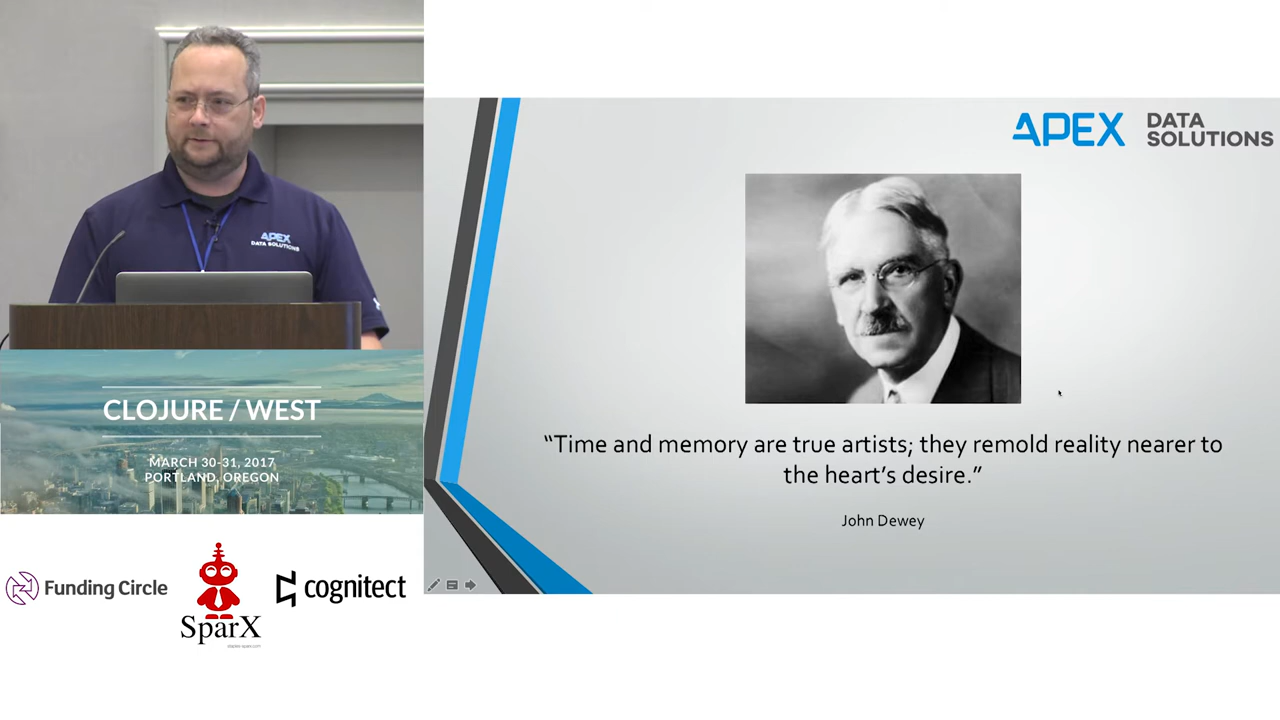 APEX
DATA SOLUTIONS
CLOJURE / WEST
MARCH 30-31, 2017
PORTLAND, OREGON
Funding Circle
SparX
cognitect
APEX DATA
SOLUTIONS
“Time and memory are true artists; they remold reality nearer to
the heart’s desire.”
John Dewey